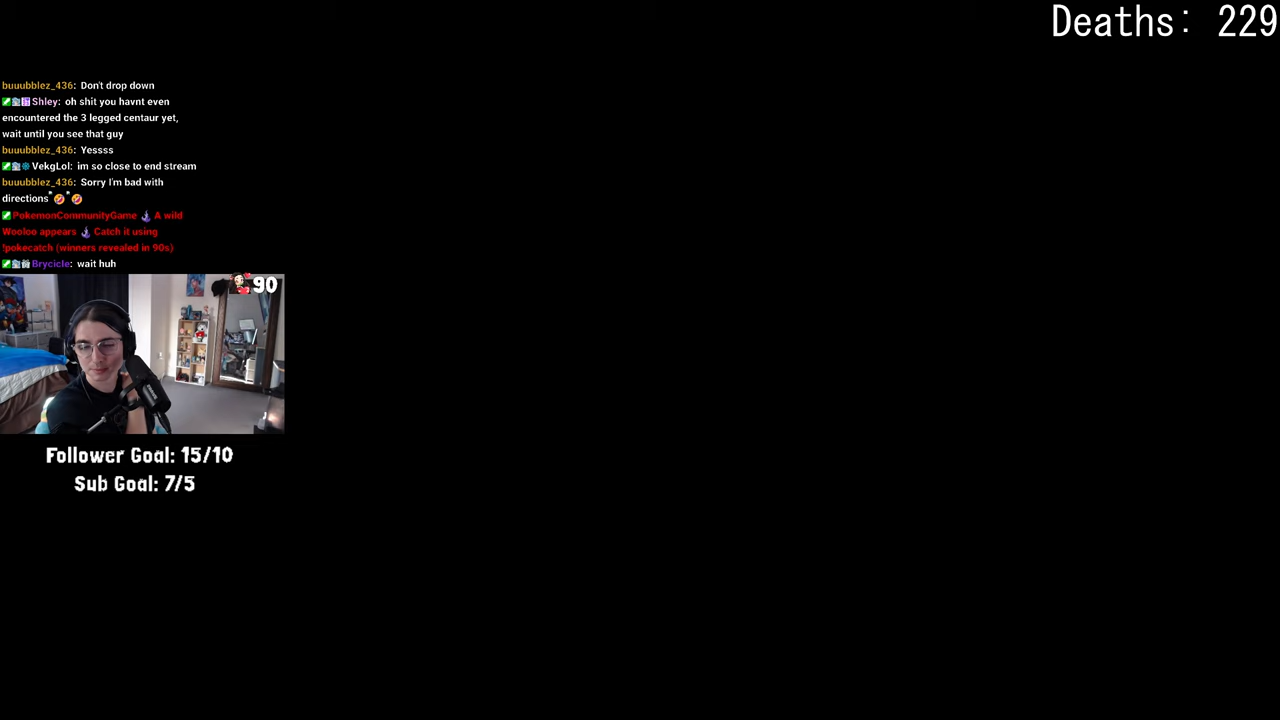 Deaths: 229
buuubblez_436: Don't drop down
Shley: oh shit you havnt even
encountered the 3 legged centaur yet,
wait until you see that guy
buuubblez_436: Yessss
VekgLol: im so close to end stream
buuubblez_436: Sorry I'm bad with
directions
PokemonCommunityGame A wild
Wooloo appears Catch it using
!pokecatch (winners revealed in 90s)
Brycicle: wait huh
90
Follower Goal: 15/10
Sub Goal: 7/5